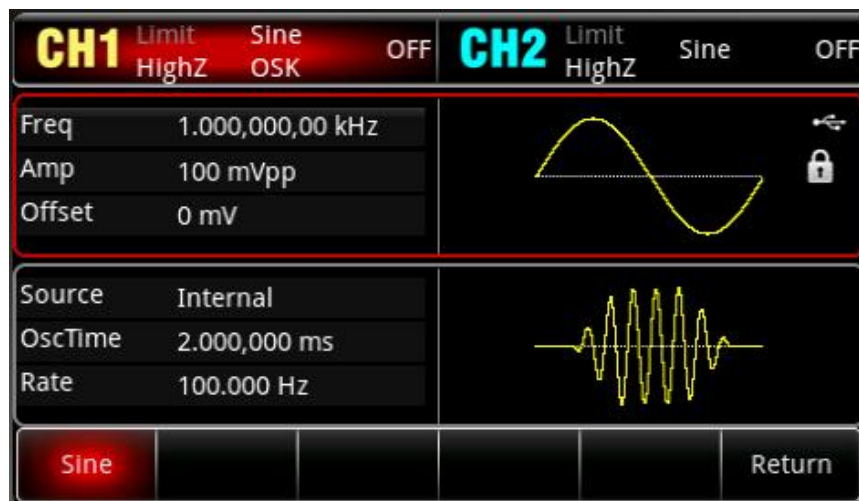 CH1 Limit Sine OFF CH2 Limit Sine OFF
HighZ OSK HighZ
Freq 1.000,000,00 kHz
Amp 100 mVpp
Offset 0 mV
Source Internal
OscTime 2.000,000 ms
Rate 100.000 Hz
Sine Return